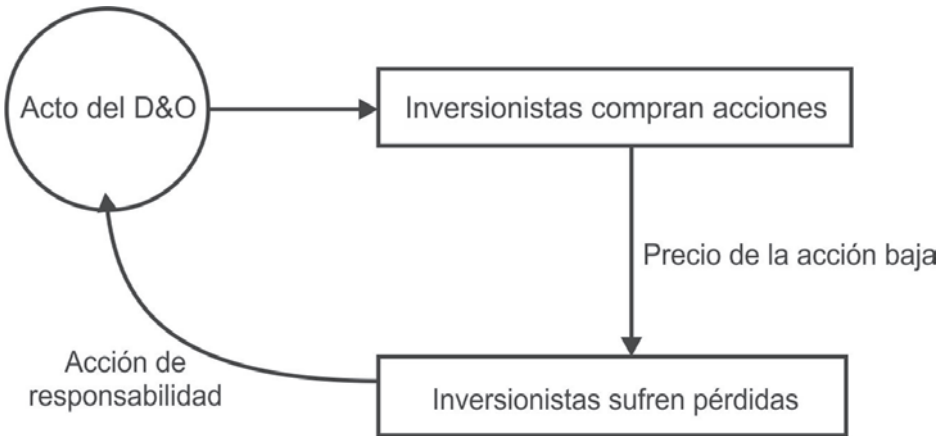 Acto del D&O
Inversionistas compran acciones
Precio de la acción baja
Acción de
responsabilidad
Inversionistas sufren pérdidas